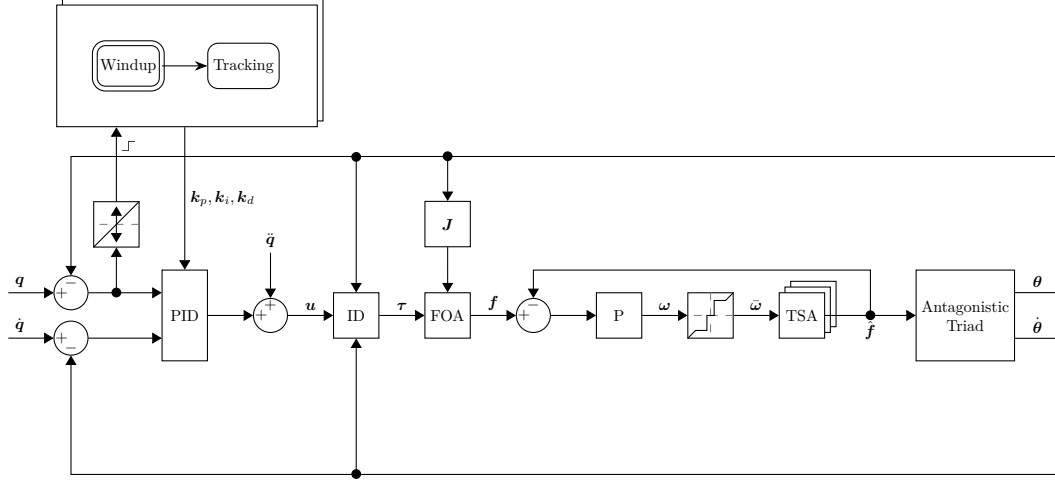 Windup
Tracking
k_p, k_i, k_d
J
q
q̈
θ
PID
u
ID
τ
FOA
f
P
ω
ω̄
TSA
Antagonistic
Triad
q̇
f̂
θ̇
+
−
+
−
+
+
+
−